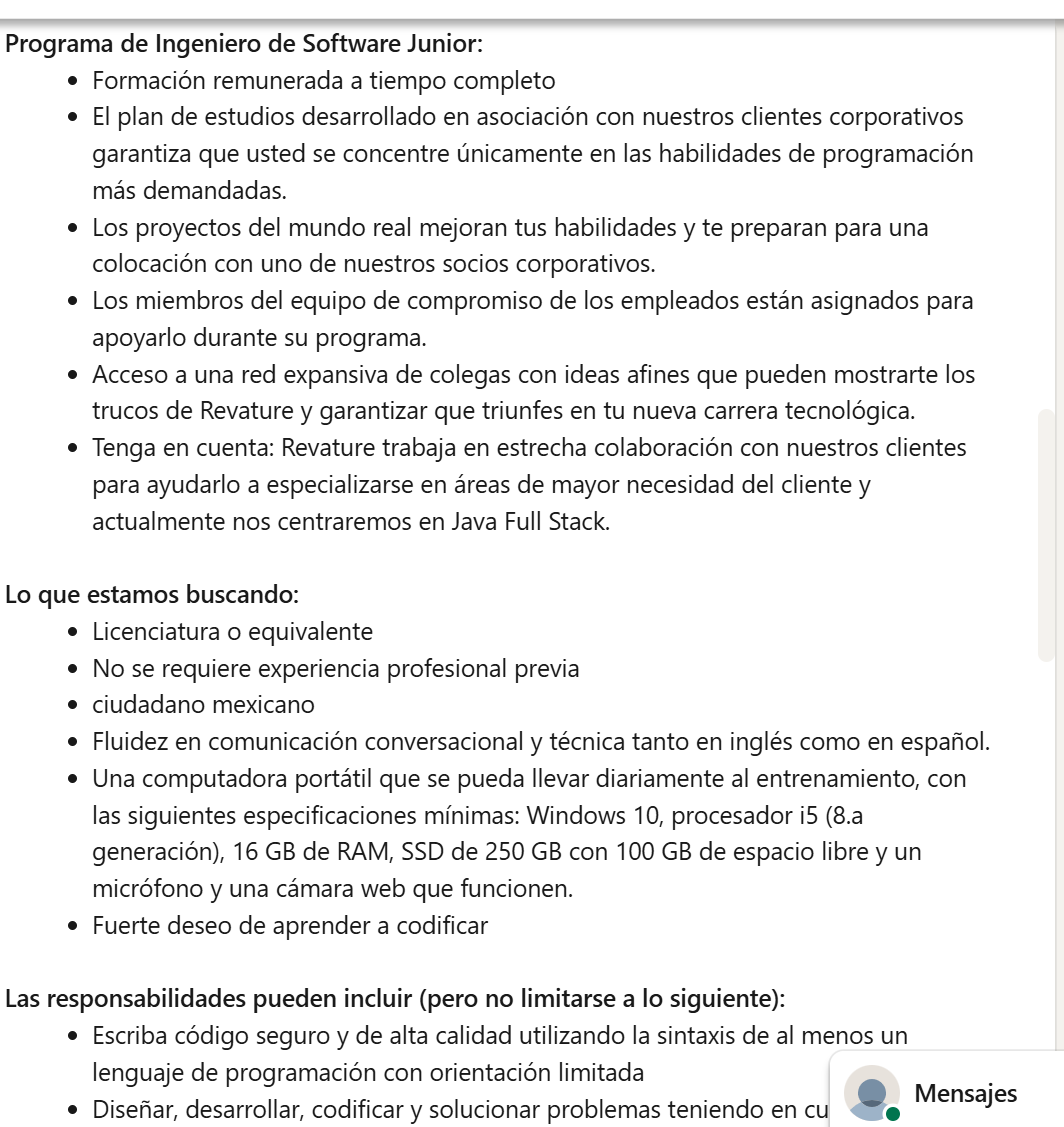 Programa de Ingeniero de Software Junior:
Formación remunerada a tiempo completo
El plan de estudios desarrollado en asociación con nuestros clientes corporativos
garantiza que usted se concentre únicamente en las habilidades de programación
más demandadas.
Los proyectos del mundo real mejoran tus habilidades y te preparan para una
colocación con uno de nuestros socios corporativos.
Los miembros del equipo de compromiso de los empleados están asignados para
apoyarlo durante su programa.
Acceso a una red expansiva de colegas con ideas afines que pueden mostrarte los
trucos de Revature y garantizar que triunfes en tu nueva carrera tecnológica.
Tenga en cuenta: Revature trabaja en estrecha colaboración con nuestros clientes
para ayudarlo a especializarse en áreas de mayor necesidad del cliente y
actualmente nos centraremos en Java Full Stack.
Lo que estamos buscando:
Licenciatura o equivalente
No se requiere experiencia profesional previa
ciudadano mexicano
Fluidez en comunicación conversacional y técnica tanto en inglés como en español.
Una computadora portátil que se pueda llevar diariamente al entrenamiento, con
las siguientes especificaciones mínimas: Windows 10, procesador i5 (8.a
generación), 16 GB de RAM, SSD de 250 GB con 100 GB de espacio libre y un
micrófono y una cámara web que funcionen.
Fuerte deseo de aprender a codificar
Las responsabilidades pueden incluir (pero no limitarse a lo siguiente):
Escriba código seguro y de alta calidad utilizando la sintaxis de al menos un
lenguaje de programación con orientación limitada
Diseñar, desarrollar, codificar y solucionar problemas teniendo en cu
Mensajes